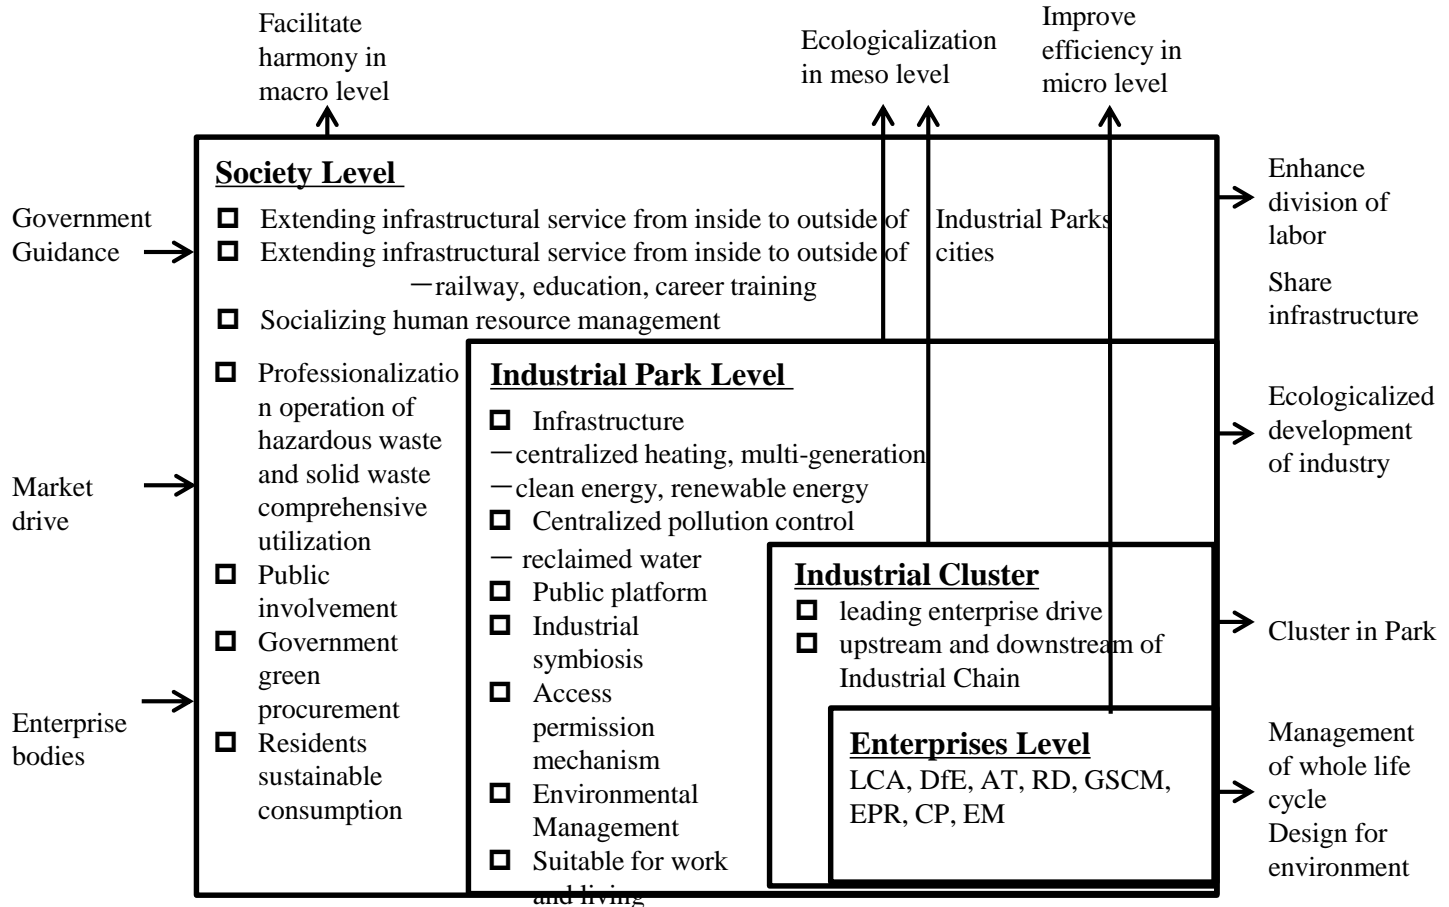 Facilitate
harmony in
macro level
Ecologicalization
in meso level
Improve
efficiency in
micro level
Government
Guidance
Market
drive
Enterprise
bodies
Society Level
Extending infrastructural service from inside to outside of Industrial Parks
Extending infrastructural service from inside to outside of cities
—railway, education, career training
Socializing human resource management
Professionalizatio
n operation of
hazardous waste
and solid waste
comprehensive
utilization
Public
involvement
Government
green
procurement
Residents
sustainable
consumption
Industrial Park Level
Infrastructure
—centralized heating, multi-generation
—clean energy, renewable energy
Centralized pollution control
— reclaimed water
Public platform
Industrial
symbiosis
Access
permission
mechanism
Environmental
Management
Suitable for work
and living
Industrial Cluster
leading enterprise drive
upstream and downstream of
Industrial Chain
Enterprises Level
LCA, DfE, AT, RD, GSCM,
EPR, CP, EM
Enhance
division of
labor
Share
infrastructure
Ecologicalized
development
of industry
Cluster in Park
Management
of whole life
cycle
Design for
environment